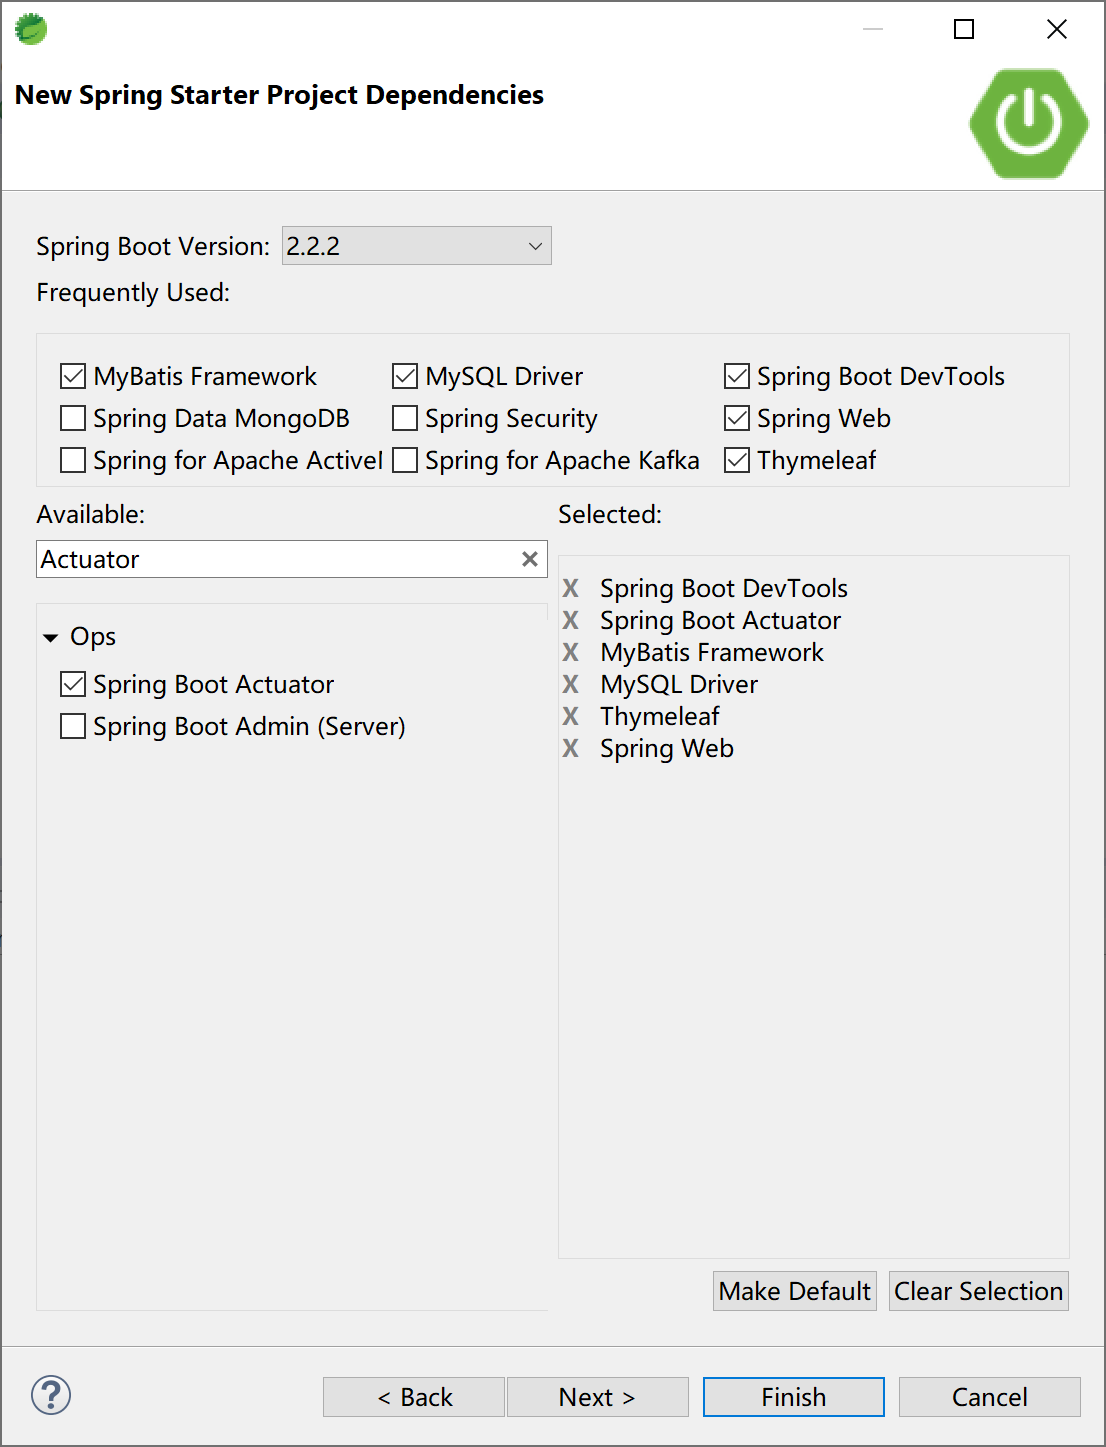 New Spring Starter Project Dependencies
Spring Boot Version: 2.2.2
Frequently Used:
MyBatis Framework MySQL Driver Spring Boot DevTools
Spring Data MongoDB Spring Security Spring Web
Spring for Apache Spring for Apache Kafka Thymeleaf
Available: Selected:
Actuator
Ops
Spring Boot Actuator
Spring Boot Admin (Server)
X Spring Boot DevTools
X Spring Boot Actuator
X MyBatis Framework
X MySQL Driver
X Thymeleaf
X Spring Web
Make Default Clear Selection
? < Back Next > Finish Cancel